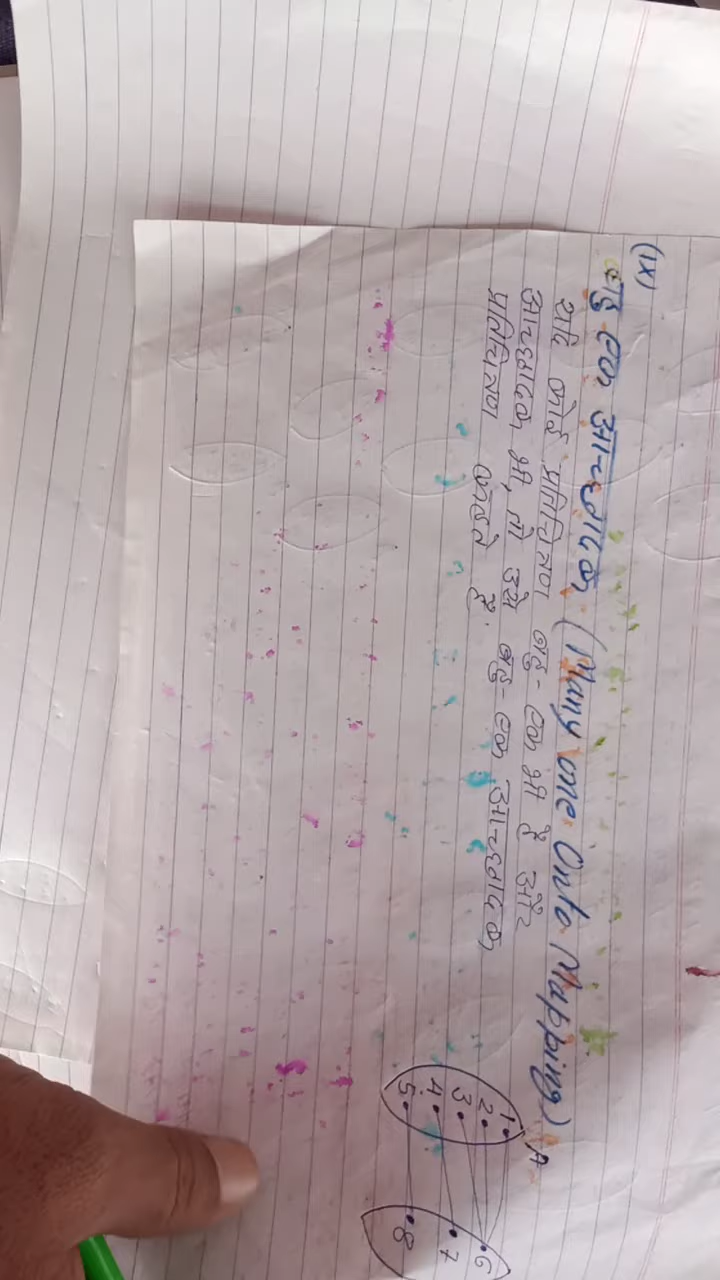 (ix)
बहु एक आच्छादक (Many one Onto Mapping)
यदि कोई प्रतिचित्रण बहु-एक भी है और
आच्छादक भी, तो उसे बहु-एक आच्छादक
प्रतिचित्रण कहते है.
A
1
2
3
4
5
6
7
8